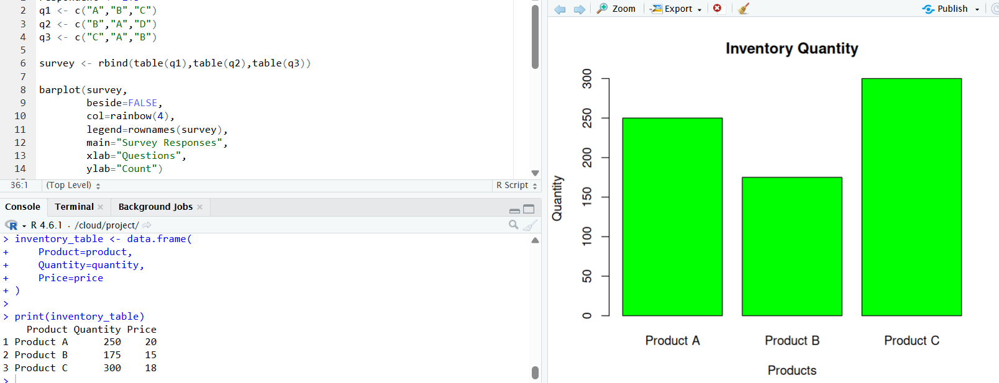 2 q1 <- c("A","B","C")
3 q2 <- c("B","A","D")
4 q3 <- c("C","A","B")
5
6 survey <- rbind(table(q1),table(q2),table(q3))
7
8 barplot(survey,
9 beside=FALSE,
10 col=rainbow(4),
11 legend=rownames(survey),
12 main="Survey Responses",
13 xlab="Questions",
14 ylab="Count")
36:1 (Top Level) R Script
Console Terminal Background Jobs
R 4.6.1 · /cloud/project/
> inventory_table <- data.frame(
+ Product=product,
+ Quantity=quantity,
+ Price=price
+ )
>
> print(inventory_table)
Product Quantity Price
1 Product A 250 20
2 Product B 175 15
3 Product C 300 18
>
Zoom Export Publish
Inventory Quantity
Quantity
300
250
200
150
100
50
0
Product A Product B Product C
Products